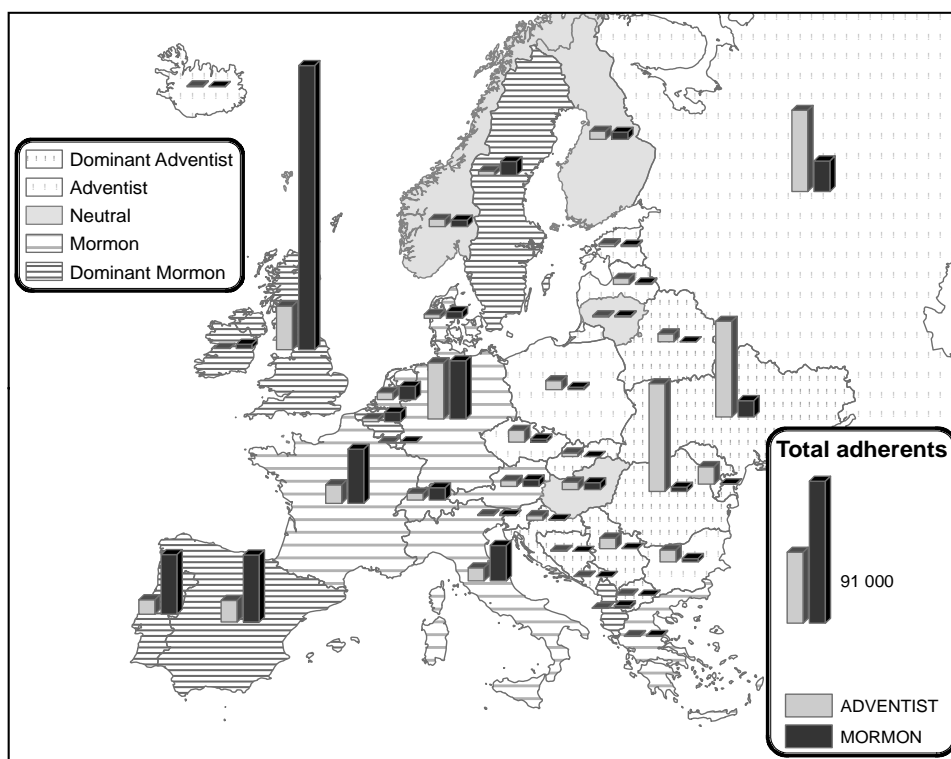 Dominant Adventist
Adventist
Neutral
Mormon
Dominant Mormon
Total adherents
91 000
ADVENTIST
MORMON